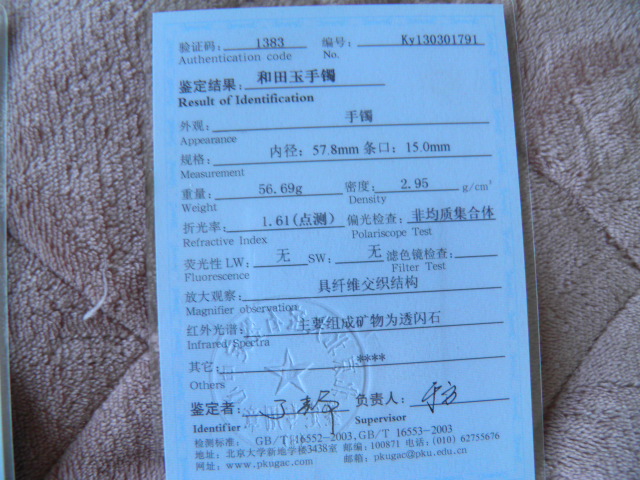 验证码: 1383 编号: Ky130301791
Authentication code No.
鉴定结果: 和田玉手镯
Result of Identification
外观: 手镯
Appearance
规格: 内径: 57.8mm 条口: 15.0mm
Measurement
重量: 56.69g 密度: 2.95 g/cm³
Weight Density
折光率: 1.61(点测) 偏光检查: 非均质集合体
Refractive Index Polariscope Test
荧光性 LW: 无 SW: 无 滤色镜检查:
Fluorescence Filter Test
放大观察: 具纤维交织结构
Magnifier observation
红外光谱: 主要组成矿物为透闪石
Infrared Spectra
其它: ****
Others
鉴定者: 负责人:
Identifier Supervisor
检测标准: GB/T 16552-2003,GB/T 16553-2003
地址: 北京大学新地学楼3438室 邮编: 100871 电话: (010) 62755676
网址: www.pkugac.com 邮箱: pkugac@pku.edu.cn